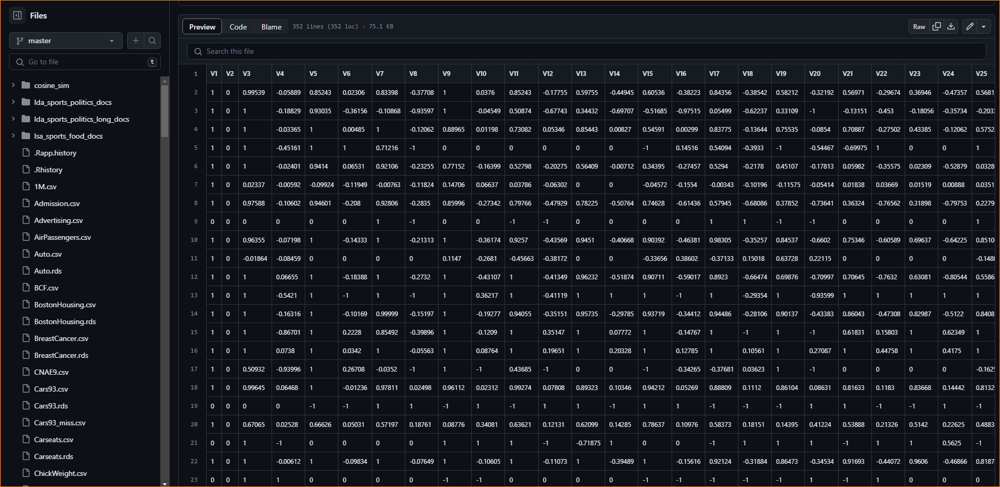 Files
master
Go to file
t
cosine_sim
lda_sports_politics_docs
lda_sports_politics_long_docs
lsa_sports_food_docs
.Rapp.history
.Rhistory
1M.csv
Admission.csv
Advertising.csv
AirPassengers.csv
Auto.csv
Auto.rds
BCF.csv
BostonHousing.csv
BostonHousing.rds
BreastCancer.csv
BreastCancer.rds
CNAE9.csv
Cars93.csv
Cars93.rds
Cars93_miss.csv
Carseats.csv
Carseats.rds
ChickWeight.csv
Preview Code Blame 352 lines (352 loc) · 75.1 KB Raw
Search this file
1 V1 V2 V3 V4 V5 V6 V7 V8 V9 V10 V11 V12 V13 V14 V15 V16 V17 V18 V19 V20 V21 V22 V23 V24 V25
2 1 0 0.99539 -0.05889 0.85243 0.02306 0.83398 -0.37708 1 0.0376 0.85243 -0.17755 0.59755 -0.44945 0.60536 -0.38223 0.84356 -0.38542 0.58212 -0.32192 0.56971 -0.29674 0.36946 -0.47357 0.5681
3 1 0 1 -0.18829 0.93035 -0.36156 -0.10868 -0.93597 1 -0.04549 0.50874 -0.67743 0.34432 -0.69707 -0.51685 -0.97515 0.05499 -0.62237 0.33109 -1 -0.13151 -0.453 -0.18056 -0.35734 -0.203
4 1 0 1 -0.03365 1 0.00485 1 -0.12062 0.88965 0.01198 0.73082 0.05346 0.85443 0.00827 0.54591 0.00299 0.83775 -0.13644 0.75535 -0.0854 0.70887 -0.27502 0.43385 -0.12062 0.5752
5 1 0 1 -0.45161 1 1 0.71216 -1 0 0 0 0 0 0 -1 0.14516 0.54094 -0.3933 -1 -0.54467 -0.69975 1 0 0 1
6 1 0 1 -0.02401 0.9414 0.06531 0.92106 -0.23255 0.77152 -0.16399 0.52798 -0.20275 0.56409 -0.00712 0.34395 -0.27457 0.5294 -0.2178 0.45107 -0.17813 0.05982 -0.35575 0.02309 -0.52879 0.0328
7 1 0 0.02337 -0.00592 -0.09924 -0.11949 -0.00763 -0.11824 0.14706 0.06637 0.03786 -0.06302 0 0 -0.04572 -0.1554 -0.00343 -0.10196 -0.11575 -0.05414 0.01838 0.03669 0.01519 0.00888 0.0351
8 1 0 0.97588 -0.10602 0.94601 -0.208 0.92806 -0.2835 0.85996 -0.27342 0.79766 -0.47929 0.78225 -0.50764 0.74628 -0.61436 0.57945 -0.68086 0.37852 -0.73641 0.36324 -0.76562 0.31898 -0.79753 0.2279
9 0 0 0 0 0 0 1 -1 0 0 -1 -1 0 0 0 0 1 1 -1 -1 0 0 0 0 1
10 1 0 0.96355 -0.07198 1 -0.14333 1 -0.21313 1 -0.36174 0.9257 -0.43569 0.9451 -0.40668 0.90392 -0.46381 0.98305 -0.35257 0.84537 -0.6602 0.75346 -0.60589 0.69637 -0.64225 0.8510
11 1 0 -0.01864 -0.08459 0 0 0 0 0.1147 -0.2681 -0.45663 -0.38172 0 0 -0.33656 0.38602 -0.37133 0.15018 0.63728 0.22115 0 0 0 0 -0.148
12 1 0 1 0.06655 1 -0.18388 1 -0.2732 1 -0.43107 1 -0.41349 0.96232 -0.51874 0.90711 -0.59017 0.8923 -0.66474 0.69876 -0.70997 0.70645 -0.7632 0.63081 -0.80544 0.5586
13 1 0 1 -0.5421 1 -1 1 -1 1 0.36217 1 -0.41119 1 1 1 -1 1 -0.29354 1 -0.93599 1 1 1 1 1
14 1 0 1 -0.16316 1 -0.10169 0.99999 -0.15197 1 -0.19277 0.94055 -0.35151 0.95735 -0.29785 0.93719 -0.34412 0.94486 -0.28106 0.90137 -0.43383 0.86043 -0.47308 0.82987 -0.5122 0.8408
15 1 0 1 -0.86701 1 0.2228 0.85492 -0.39896 1 -0.1209 1 0.35147 1 0.07772 1 -0.14767 1 -1 1 -1 0.61831 0.15803 1 0.62349 1
16 1 0 1 0.0738 1 0.0342 1 -0.05563 1 0.08764 1 0.19651 1 0.20328 1 0.12785 1 0.10561 1 0.27087 1 0.44758 1 0.4175 1
17 1 0 0.50932 -0.93996 1 0.26708 -0.0352 -1 1 -1 0.43685 -1 0 0 -1 -0.34265 -0.37681 0.03623 1 -1 0 0 0 0 -0.162
18 1 0 0.99645 0.06468 1 -0.01236 0.97811 0.02498 0.96112 0.02312 0.99274 0.07808 0.89323 0.10346 0.94212 0.05269 0.88809 0.1112 0.86104 0.08631 0.81633 0.1183 0.83668 0.14442 0.8132
19 0 0 0 0 -1 -1 1 1 -1 1 -1 1 1 -1 1 1 -1 -1 -1 1 1 -1 -1 1 -1
20 1 0 0.67065 0.02528 0.66626 0.05031 0.57197 0.18761 0.08776 0.34081 0.63621 0.12131 0.62099 0.14285 0.78637 0.10976 0.58373 0.18151 0.14395 0.41224 0.53888 0.21326 0.5142 0.22625 0.4883
21 0 0 1 -1 0 0 0 0 1 1 1 -1 -0.71875 1 0 0 -1 1 1 1 -1 1 1 0.5625 -1
22 1 0 1 -0.00612 1 -0.09834 1 -0.07649 1 -0.10605 1 -0.11073 1 -0.39489 1 -0.15616 0.92124 -0.31884 0.86473 -0.34534 0.91693 -0.44072 0.9606 -0.46866 0.8187
23 0 0 1 1 0 0 0 0 -1 -1 0 0 0 0 -1 -1 -1 -1 -1 1 -1 1 0 0 0